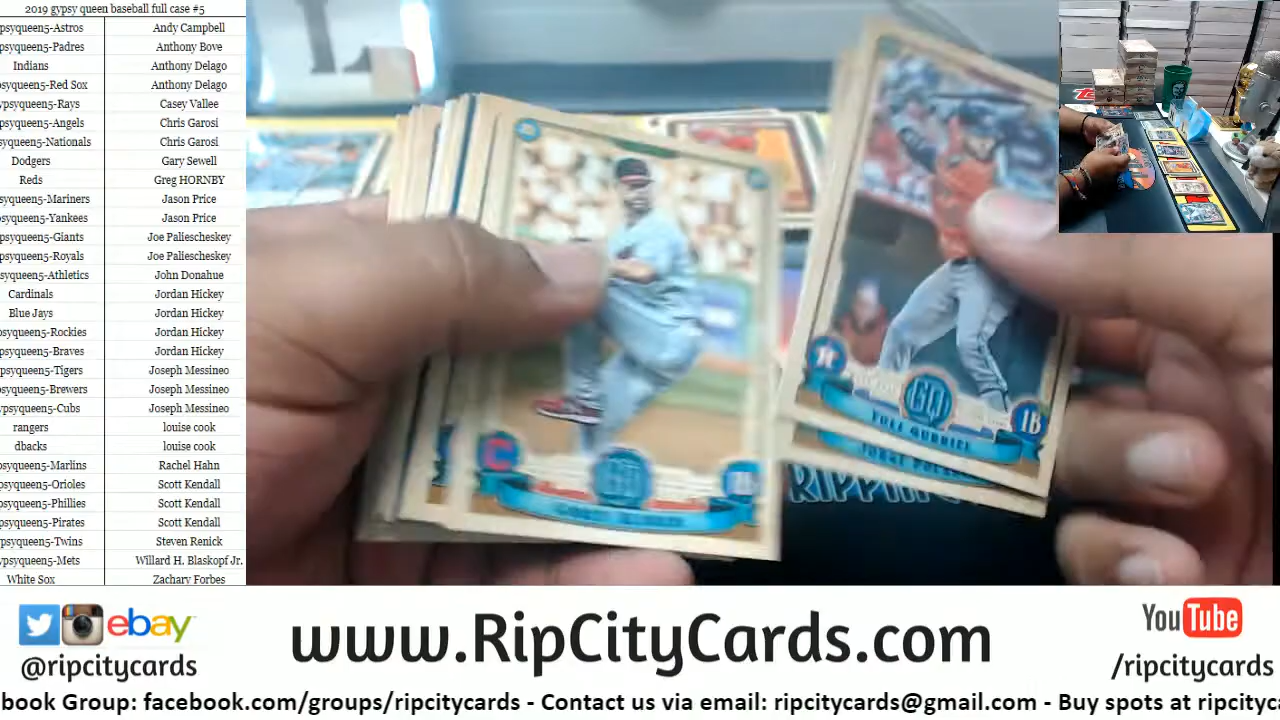 2019 gypsy queen baseball full case #5
psyqueen5-Astros Andy Campbell
psyqueen5-Padres Anthony Bove
Indians Anthony Delago
psyqueen5-Red Sox Anthony Delago
ypsyqueen5-Rays Casey Vallee
psyqueen5-Angels Chris Garosi
psyqueen5-Nationals Chris Garosi
Dodgers Gary Sewell
Reds Greg HORNBY
psyqueen5-Mariners Jason Price
psyqueen5-Yankees Jason Price
psyqueen5-Giants Joe Paliescheskey
psyqueen5-Royals Joe Paliescheskey
syqueen5-Athletics John Donahue
Cardinals Jordan Hickey
Blue Jays Jordan Hickey
psyqueen5-Rockies Jordan Hickey
psyqueen5-Braves Jordan Hickey
psyqueen5-Tigers Joseph Messineo
psyqueen5-Brewers Joseph Messineo
ypsyqueen5-Cubs Joseph Messineo
rangers louise cook
dbacks louise cook
psyqueen5-Marlins Rachel Hahn
psyqueen5-Orioles Scott Kendall
psyqueen5-Phillies Scott Kendall
psyqueen5-Pirates Scott Kendall
psyqueen5-Twins Steven Renick
psyqueen5-Mets Willard H. Blaskopf Jr.
White Sox Zachary Forbes
GQ
GQ
1B
YULI GURRIEL
ebay
@ripcitycards
www.RipCityCards.com
YouTube
/ripcitycards
book Group: facebook.com/groups/ripcitycards - Contact us via email: ripcitycards@gmail.com - Buy spots at ripcityc